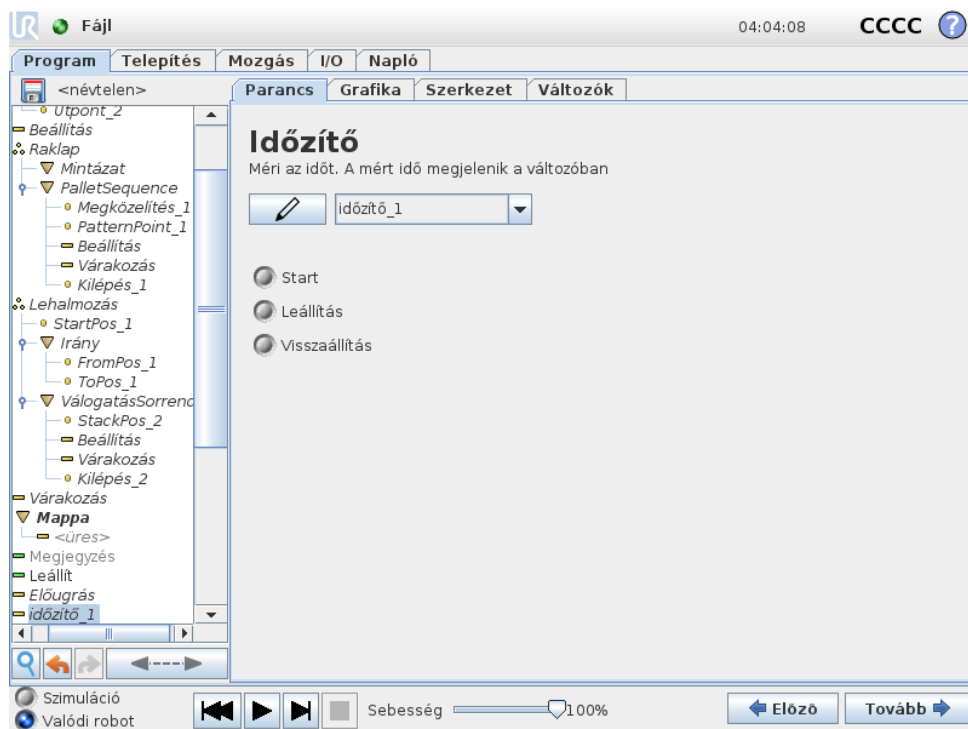 UR Fájl 04:04:08 CCCC ?
Program Telepítés Mozgás I/O Napló
<névtelen> Parancs Grafika Szerkezet Változók
Utpont_2
Beállítás
Raklap
Mintázat
PalletSequence
Megközelítés_1
PatternPoint_1
Beállítás
Várakozás
Kilépés_1
Lehalmozás
StartPos_1
Irány
FromPos_1
ToPos_1
VálogatásSorrend
StackPos_2
Beállítás
Várakozás
Kilépés_2
Várakozás
Mappa
<üres>
Megjegyzés
Leállít
Előugrás
időzítő_1
Időzítő
Méri az időt. A mért idő megjelenik a változóban
időzítő_1
Start
Leállítás
Visszaállítás
Szimuláció
Valódi robot
Sebesség 100%
Előző Tovább